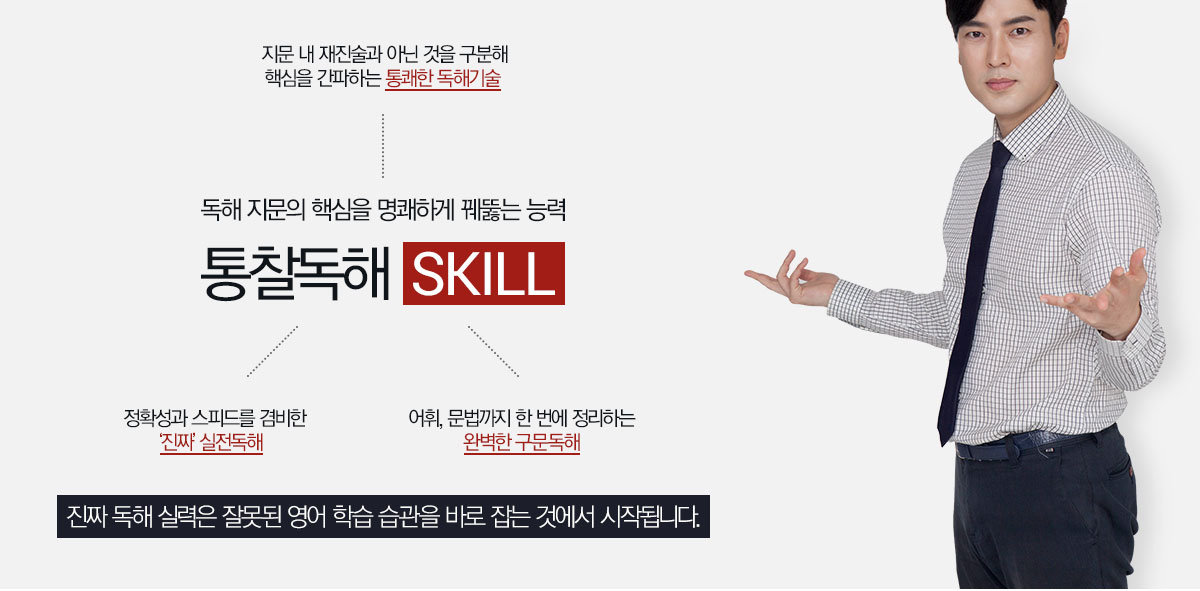 지문 내 재진술과 아닌 것을 구분해
핵심을 간파하는 통쾌한 독해기술
독해 지문의 핵심을 명쾌하게 꿰뚫는 능력
통찰독해 SKILL
정확성과 스피드를 겸비한
‘진짜’ 실전독해
어휘, 문법까지 한 번에 정리하는
완벽한 구문독해
진짜 독해 실력은 잘못된 영어 학습 습관을 바로 잡는 것에서 시작됩니다.